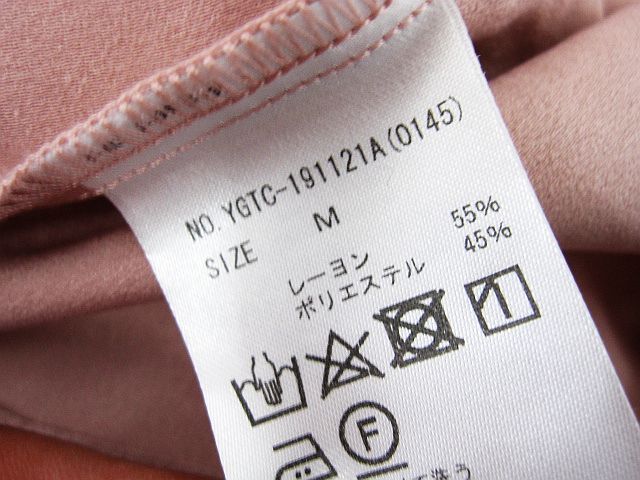 NO. YGTC-191121A(0145)
SIZE M
レーヨン 55%
ポリエステル 45%
F